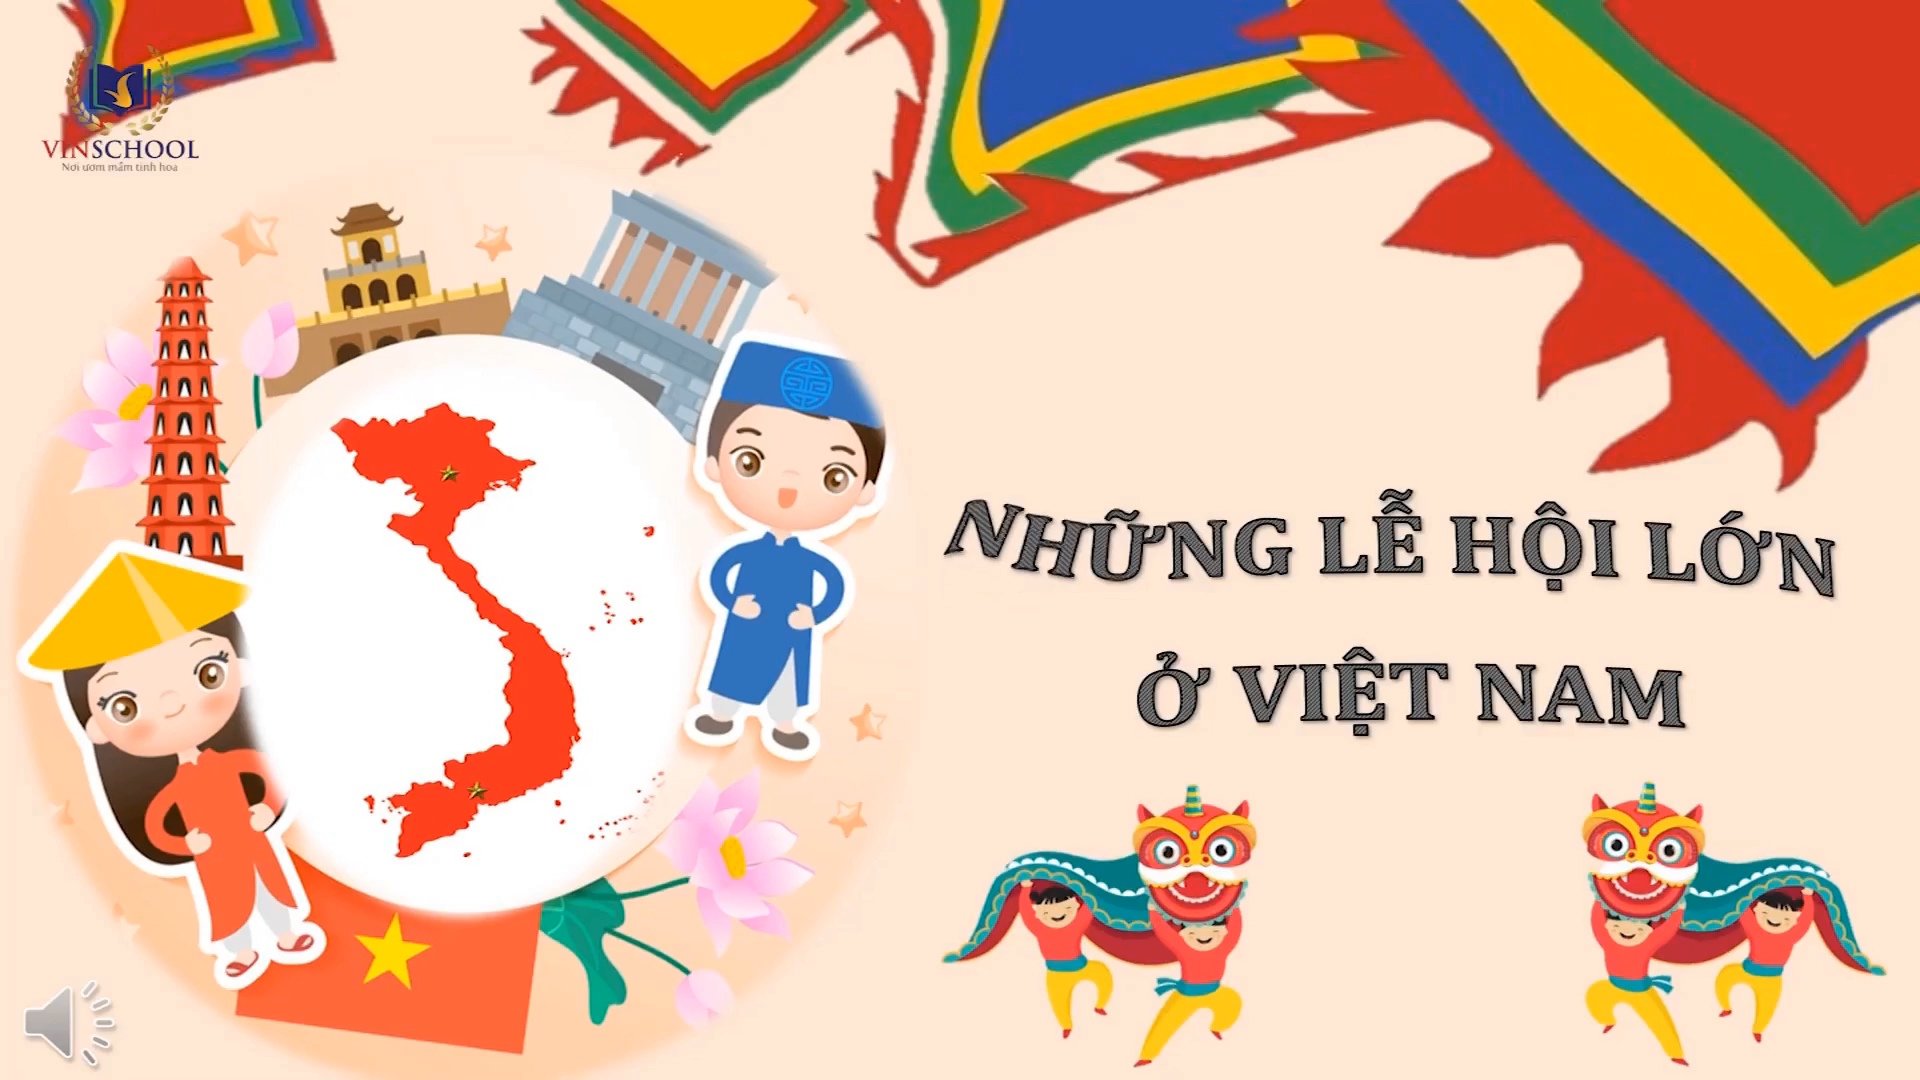 VINSCHOOL
Nơi ươm mầm tinh hoa
NHỮNG LỄ HỘI LỚN
Ở VIỆT NAM